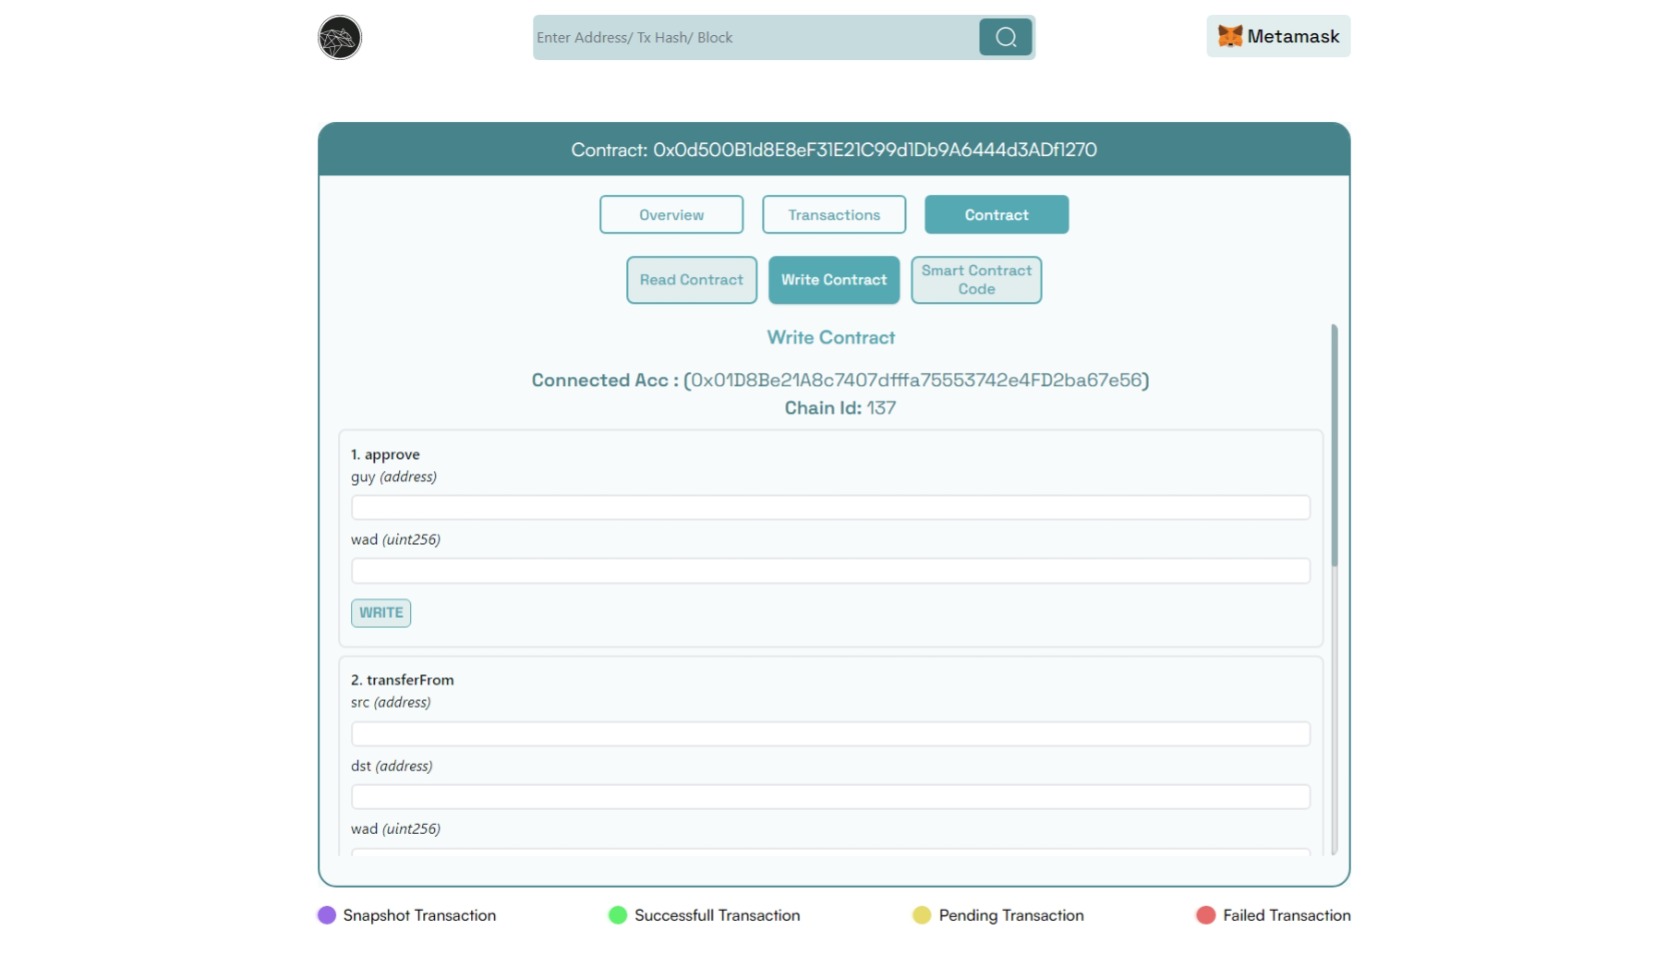 Enter Address/ Tx Hash/ Block
Metamask
Contract: 0x0d500B1d8E8eF31E21C99d1Db9A6444d3ADf1270
Overview
Transactions
Contract
Read Contract
Write Contract
Smart Contract
Code
Write Contract
Connected Acc : (0x01D8Be21A8c7407dfffa75553742e4FD2ba67e56)
Chain Id: 137
1. approve
guy (address)
wad (uint256)
WRITE
2. transferFrom
src (address)
dst (address)
wad (uint256)
Snapshot Transaction
Successfull Transaction
Pending Transaction
Failed Transaction